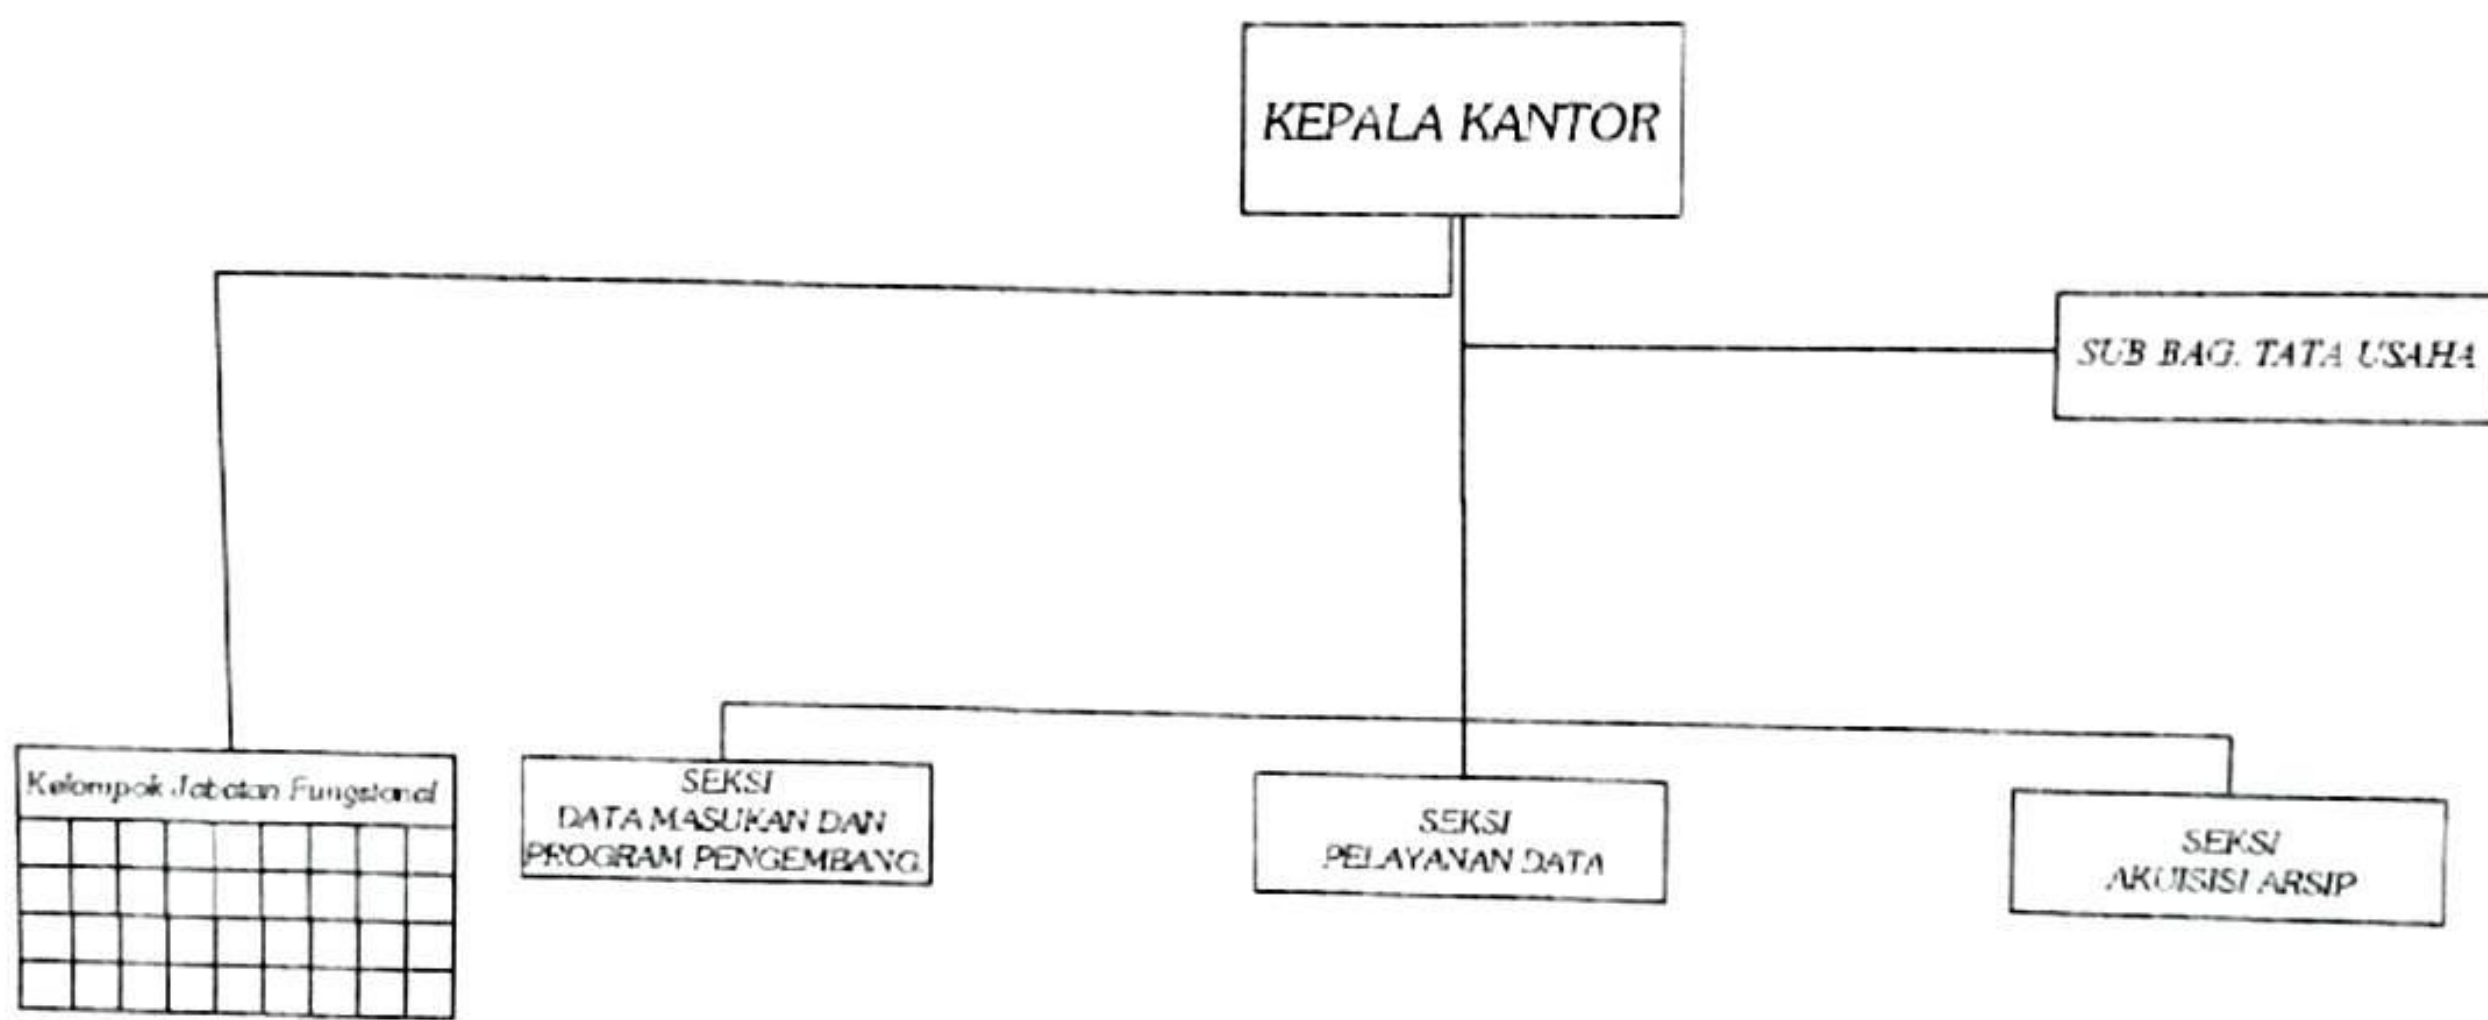 KEPALA KANTOR
SUB BAG. TATA USAHA
Kelompok Jabatan Fungsional
SEKSI
DATA MASUKAN DAN
PROGRAM PENGEMBANG
SEKSI
PELAYANAN DATA
SEKSI
AKUISISI ARSIP